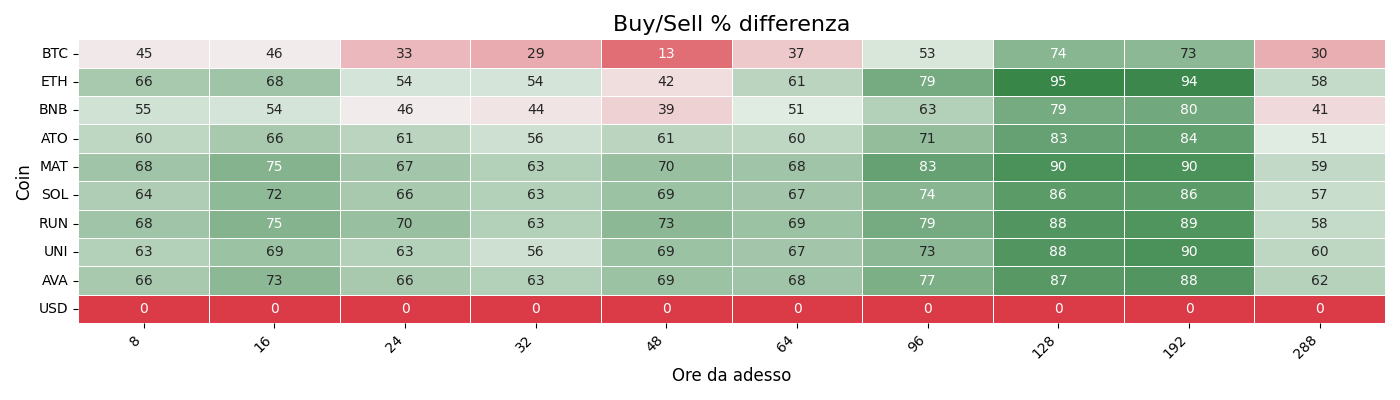 Buy/Sell % differenza
Coin
BTC 45 46 33 29 13 37 53 74 73 30
ETH 66 68 54 54 42 61 79 95 94 58
BNB 55 54 46 44 39 51 63 79 80 41
ATO 60 66 61 56 61 60 71 83 84 51
MAT 68 75 67 63 70 68 83 90 90 59
SOL 64 72 66 63 69 67 74 86 86 57
RUN 68 75 70 63 73 69 79 88 89 58
UNI 63 69 63 56 69 67 73 88 90 60
AVA 66 73 66 63 69 68 77 87 88 62
USD 0 0 0 0 0 0 0 0 0 0
8 16 24 32 48 64 96 128 192 288
Ore da adesso